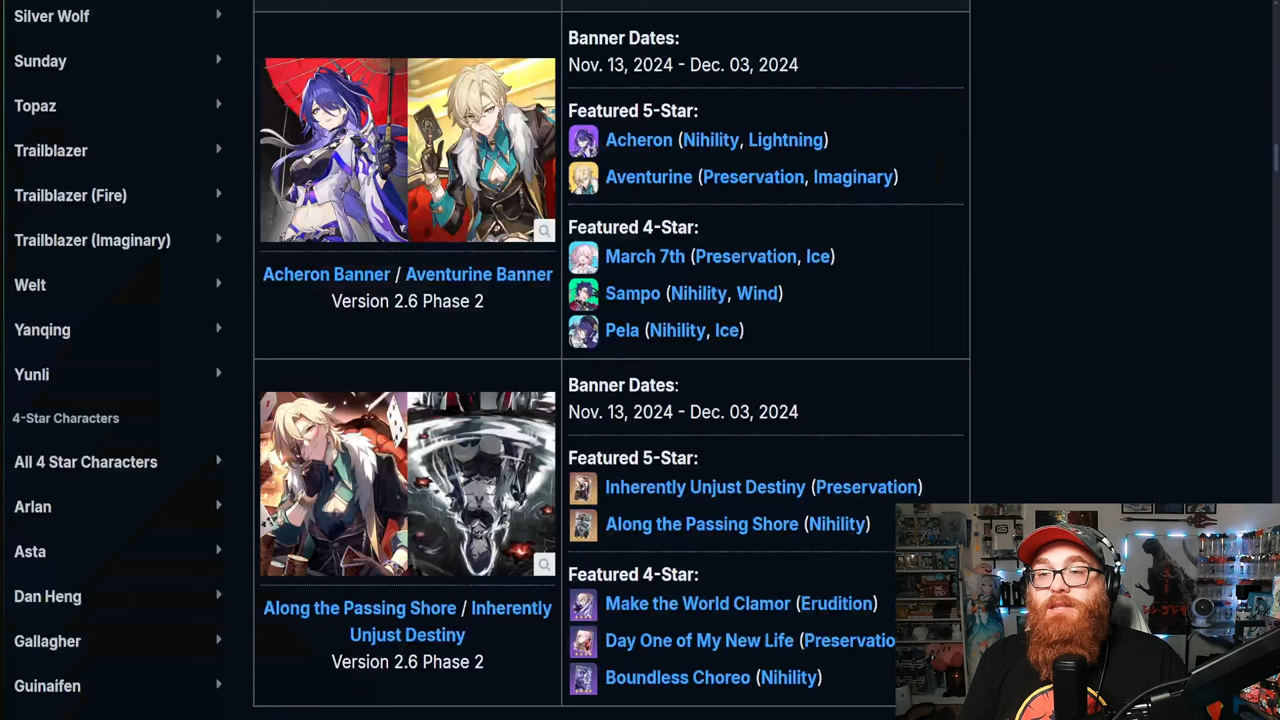 Silver Wolf
Sunday
Topaz
Trailblazer
Trailblazer (Fire)
Trailblazer (Imaginary)
Welt
Yanqing
Yunli
4-Star Characters
All 4 Star Characters
Arlan
Asta
Dan Heng
Gallagher
Guinaifen
Acheron Banner / Aventurine Banner
Version 2.6 Phase 2
Banner Dates:
Nov. 13, 2024 - Dec. 03, 2024
Featured 5-Star:
Acheron (Nihility, Lightning)
Aventurine (Preservation, Imaginary)
Featured 4-Star:
March 7th (Preservation, Ice)
Sampo (Nihility, Wind)
Pela (Nihility, Ice)
Along the Passing Shore / Inherently
Unjust Destiny
Version 2.6 Phase 2
Banner Dates:
Nov. 13, 2024 - Dec. 03, 2024
Featured 5-Star:
Inherently Unjust Destiny (Preservation)
Along the Passing Shore (Nihility)
Featured 4-Star:
Make the World Clamor (Erudition)
Day One of My New Life (Preservatio
Boundless Choreo (Nihility)